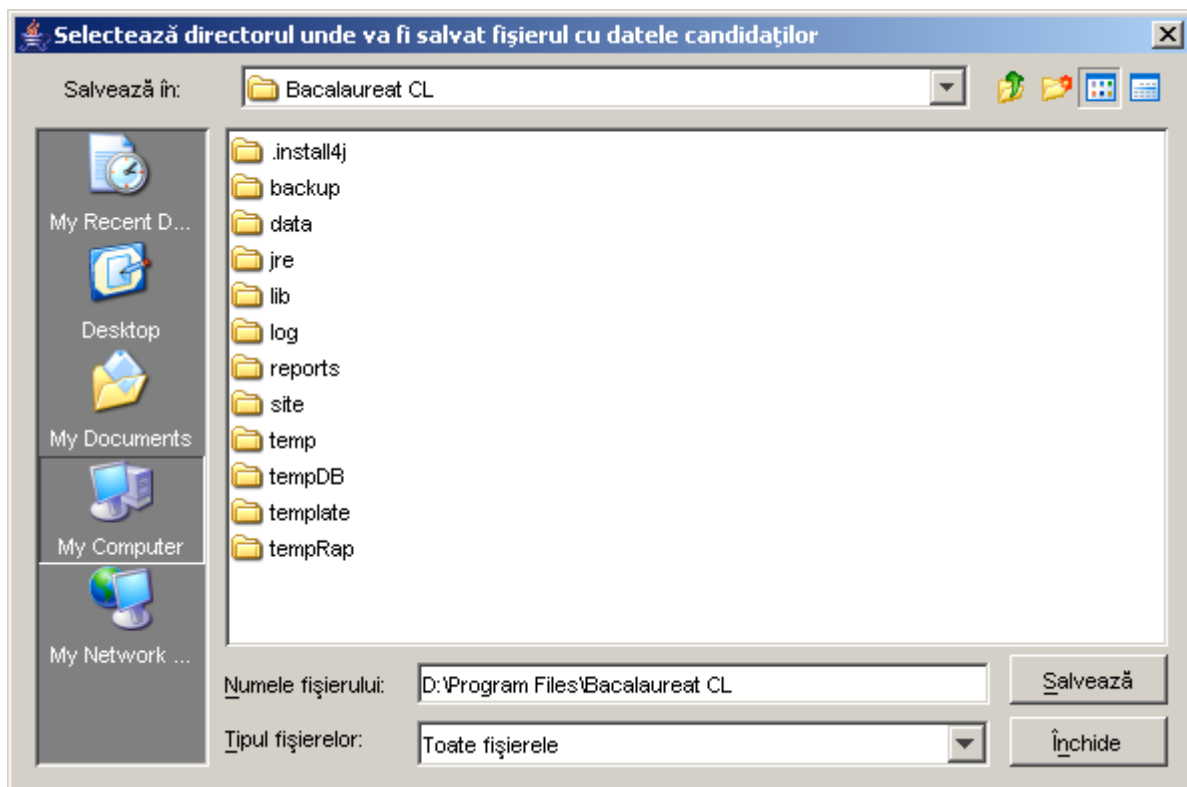 Selectează directorul unde va fi salvat fişierul cu datele candidaţilor
Salvează în:
Bacalaureat CL
My Recent D...
Desktop
My Documents
My Computer
My Network ...
.install4j
backup
data
jre
lib
log
reports
site
temp
tempDB
template
tempRap
Numele fişierului:
D:\Program Files\Bacalaureat CL
Salvează
Tipul fişierelor:
Toate fişierele
Închide